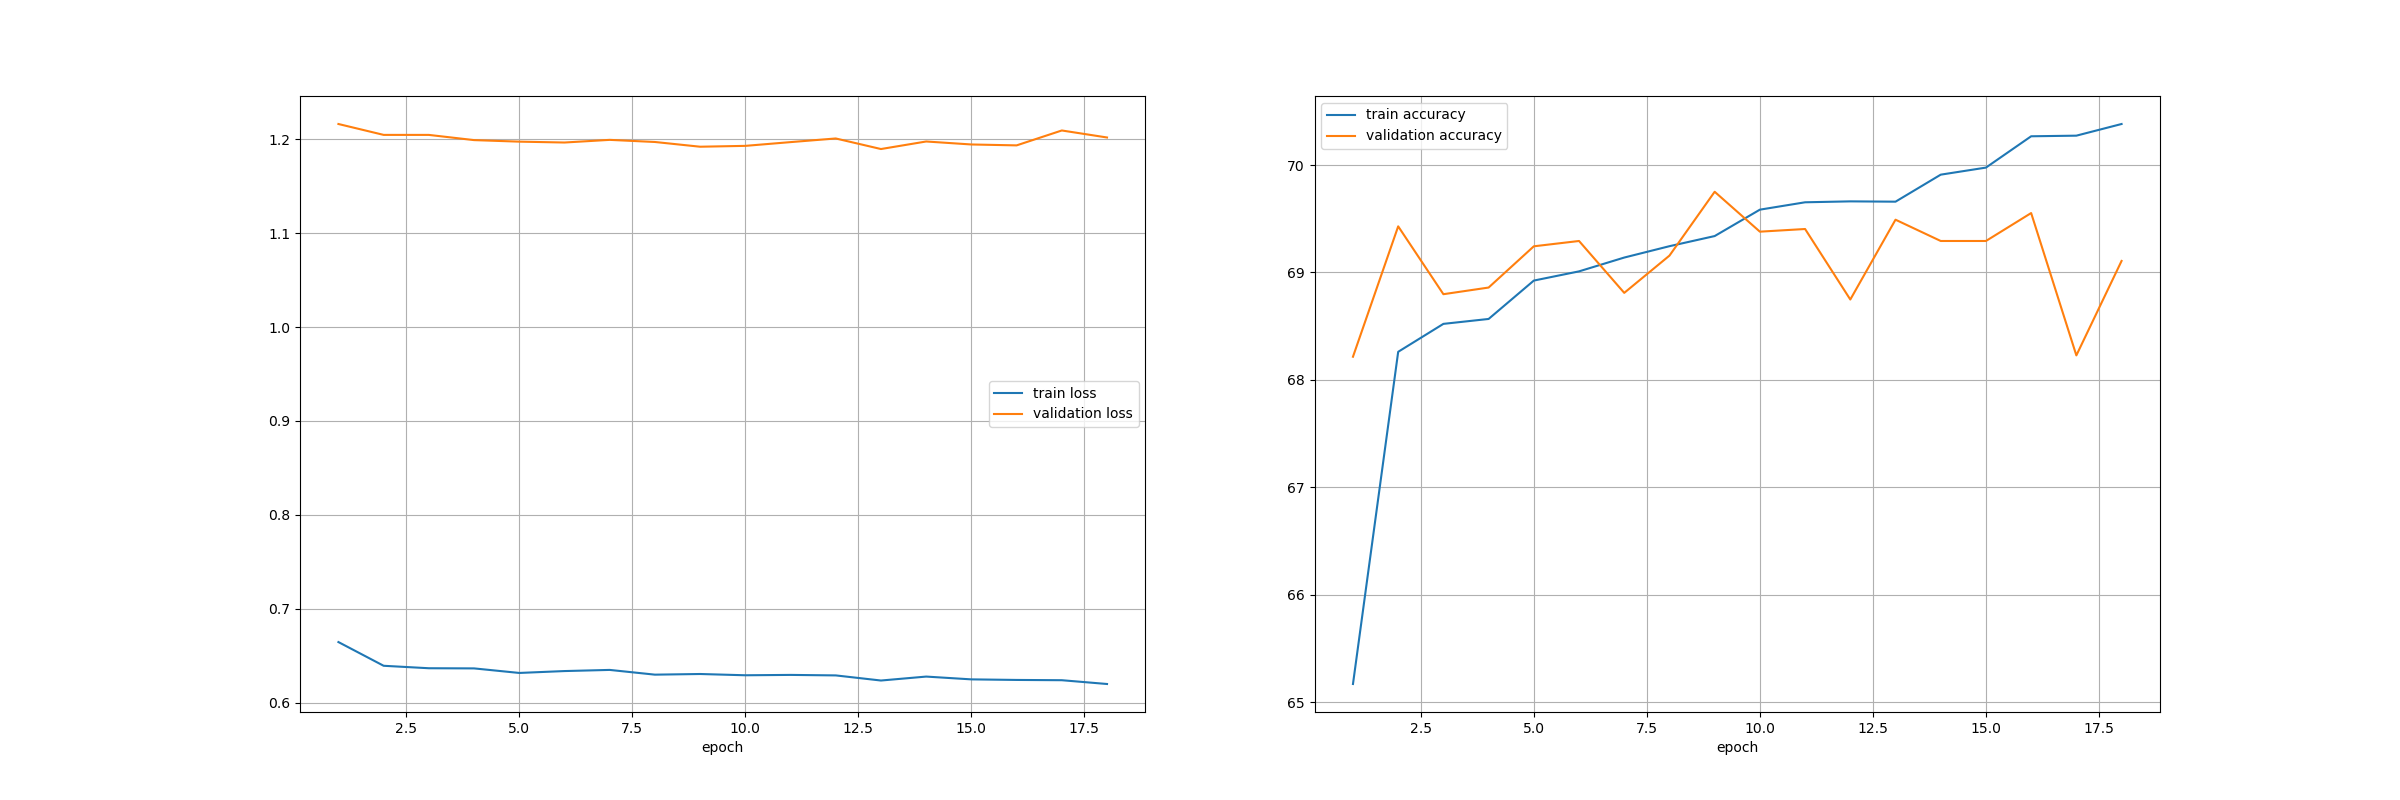 1.2
1.1
1.0
0.9
0.8
0.7
0.6
2.5 5.0 7.5 10.0 12.5 15.0 17.5
epoch
train loss
validation loss
train accuracy
validation accuracy
70
69
68
67
66
65
2.5 5.0 7.5 10.0 12.5 15.0 17.5
epoch